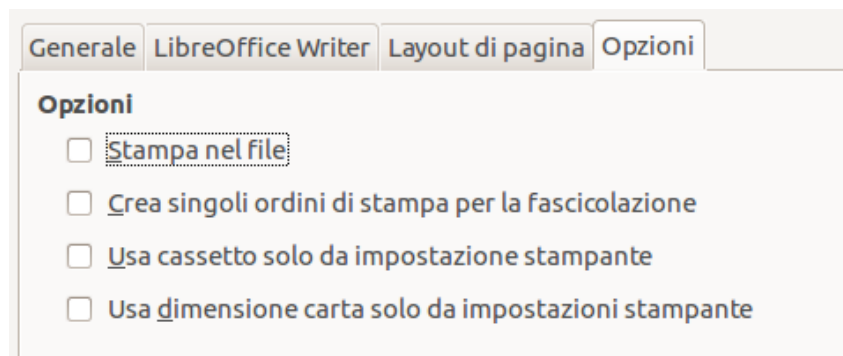 Generale LibreOffice Writer Layout di pagina Opzioni
Opzioni
Stampa nel file
Crea singoli ordini di stampa per la fascicolazione
Usa cassetto solo da impostazione stampante
Usa dimensione carta solo da impostazioni stampante